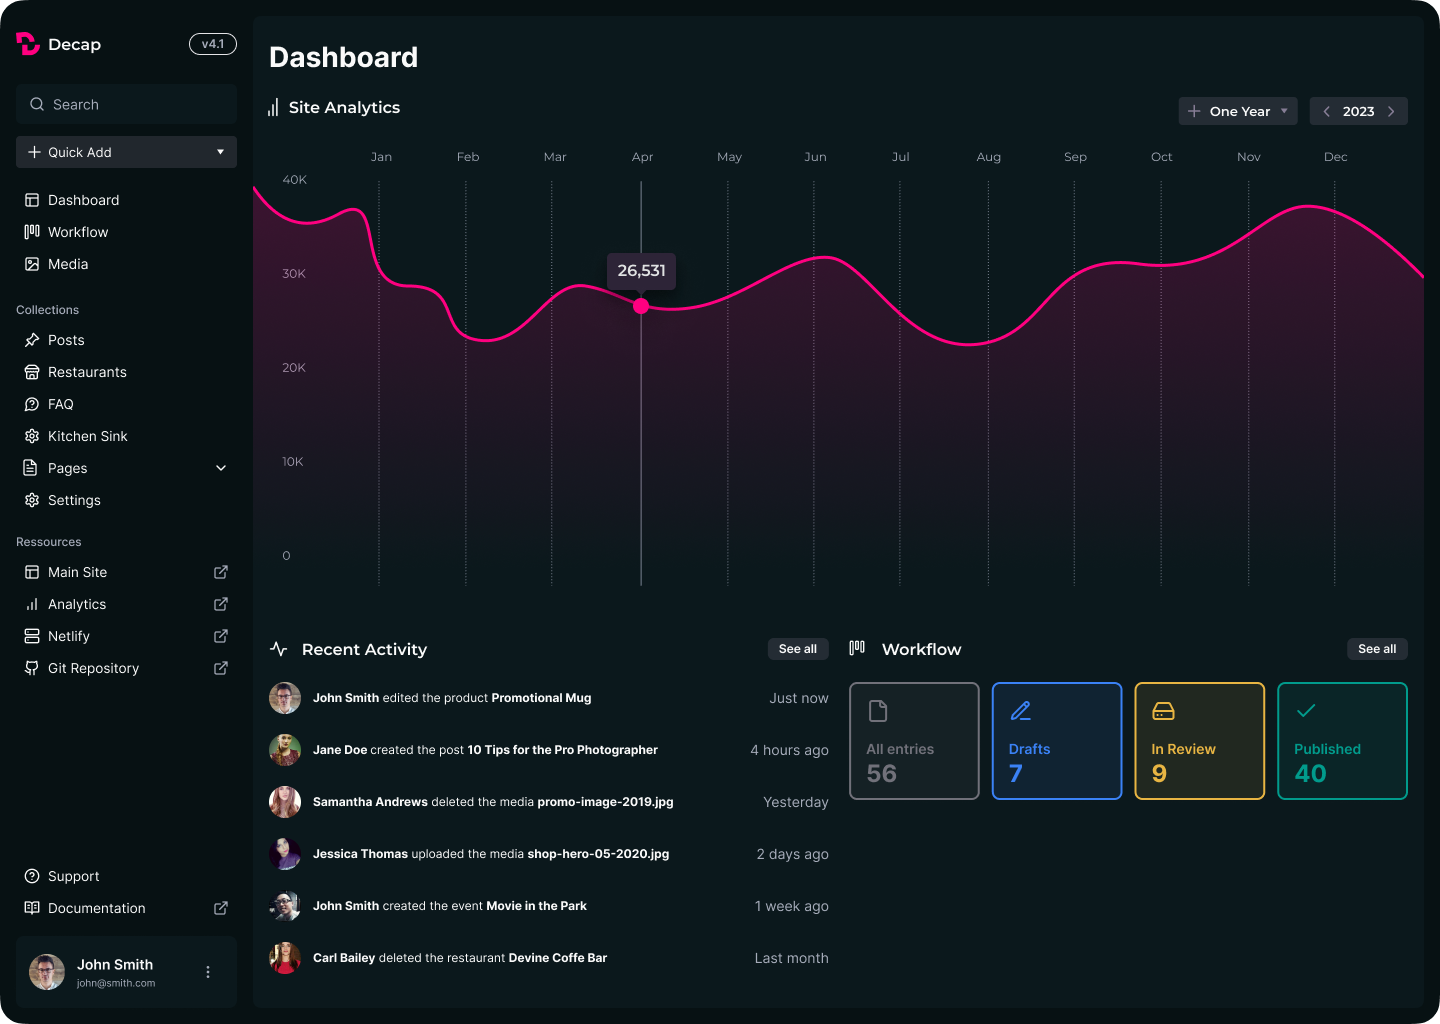 Decap
v4.1
Search
Quick Add
Dashboard
Workflow
Media
Collections
Posts
Restaurants
FAQ
Kitchen Sink
Pages
Settings
Ressources
Main Site
Analytics
Netlify
Git Repository
Support
Documentation
John Smith
john@smith.com
Dashboard
Site Analytics
One Year
2023
Jan Feb Mar Apr May Jun Jul Aug Sep Oct Nov Dec
40K
30K
20K
10K
0
26,531
Recent Activity
See all
John Smith edited the product Promotional Mug Just now
Jane Doe created the post 10 Tips for the Pro Photographer 4 hours ago
Samantha Andrews deleted the media promo-image-2019.jpg Yesterday
Jessica Thomas uploaded the media shop-hero-05-2020.jpg 2 days ago
John Smith created the event Movie in the Park 1 week ago
Carl Bailey deleted the restaurant Devine Coffe Bar Last month
Workflow
See all
All entries
56
Drafts
7
In Review
9
Published
40